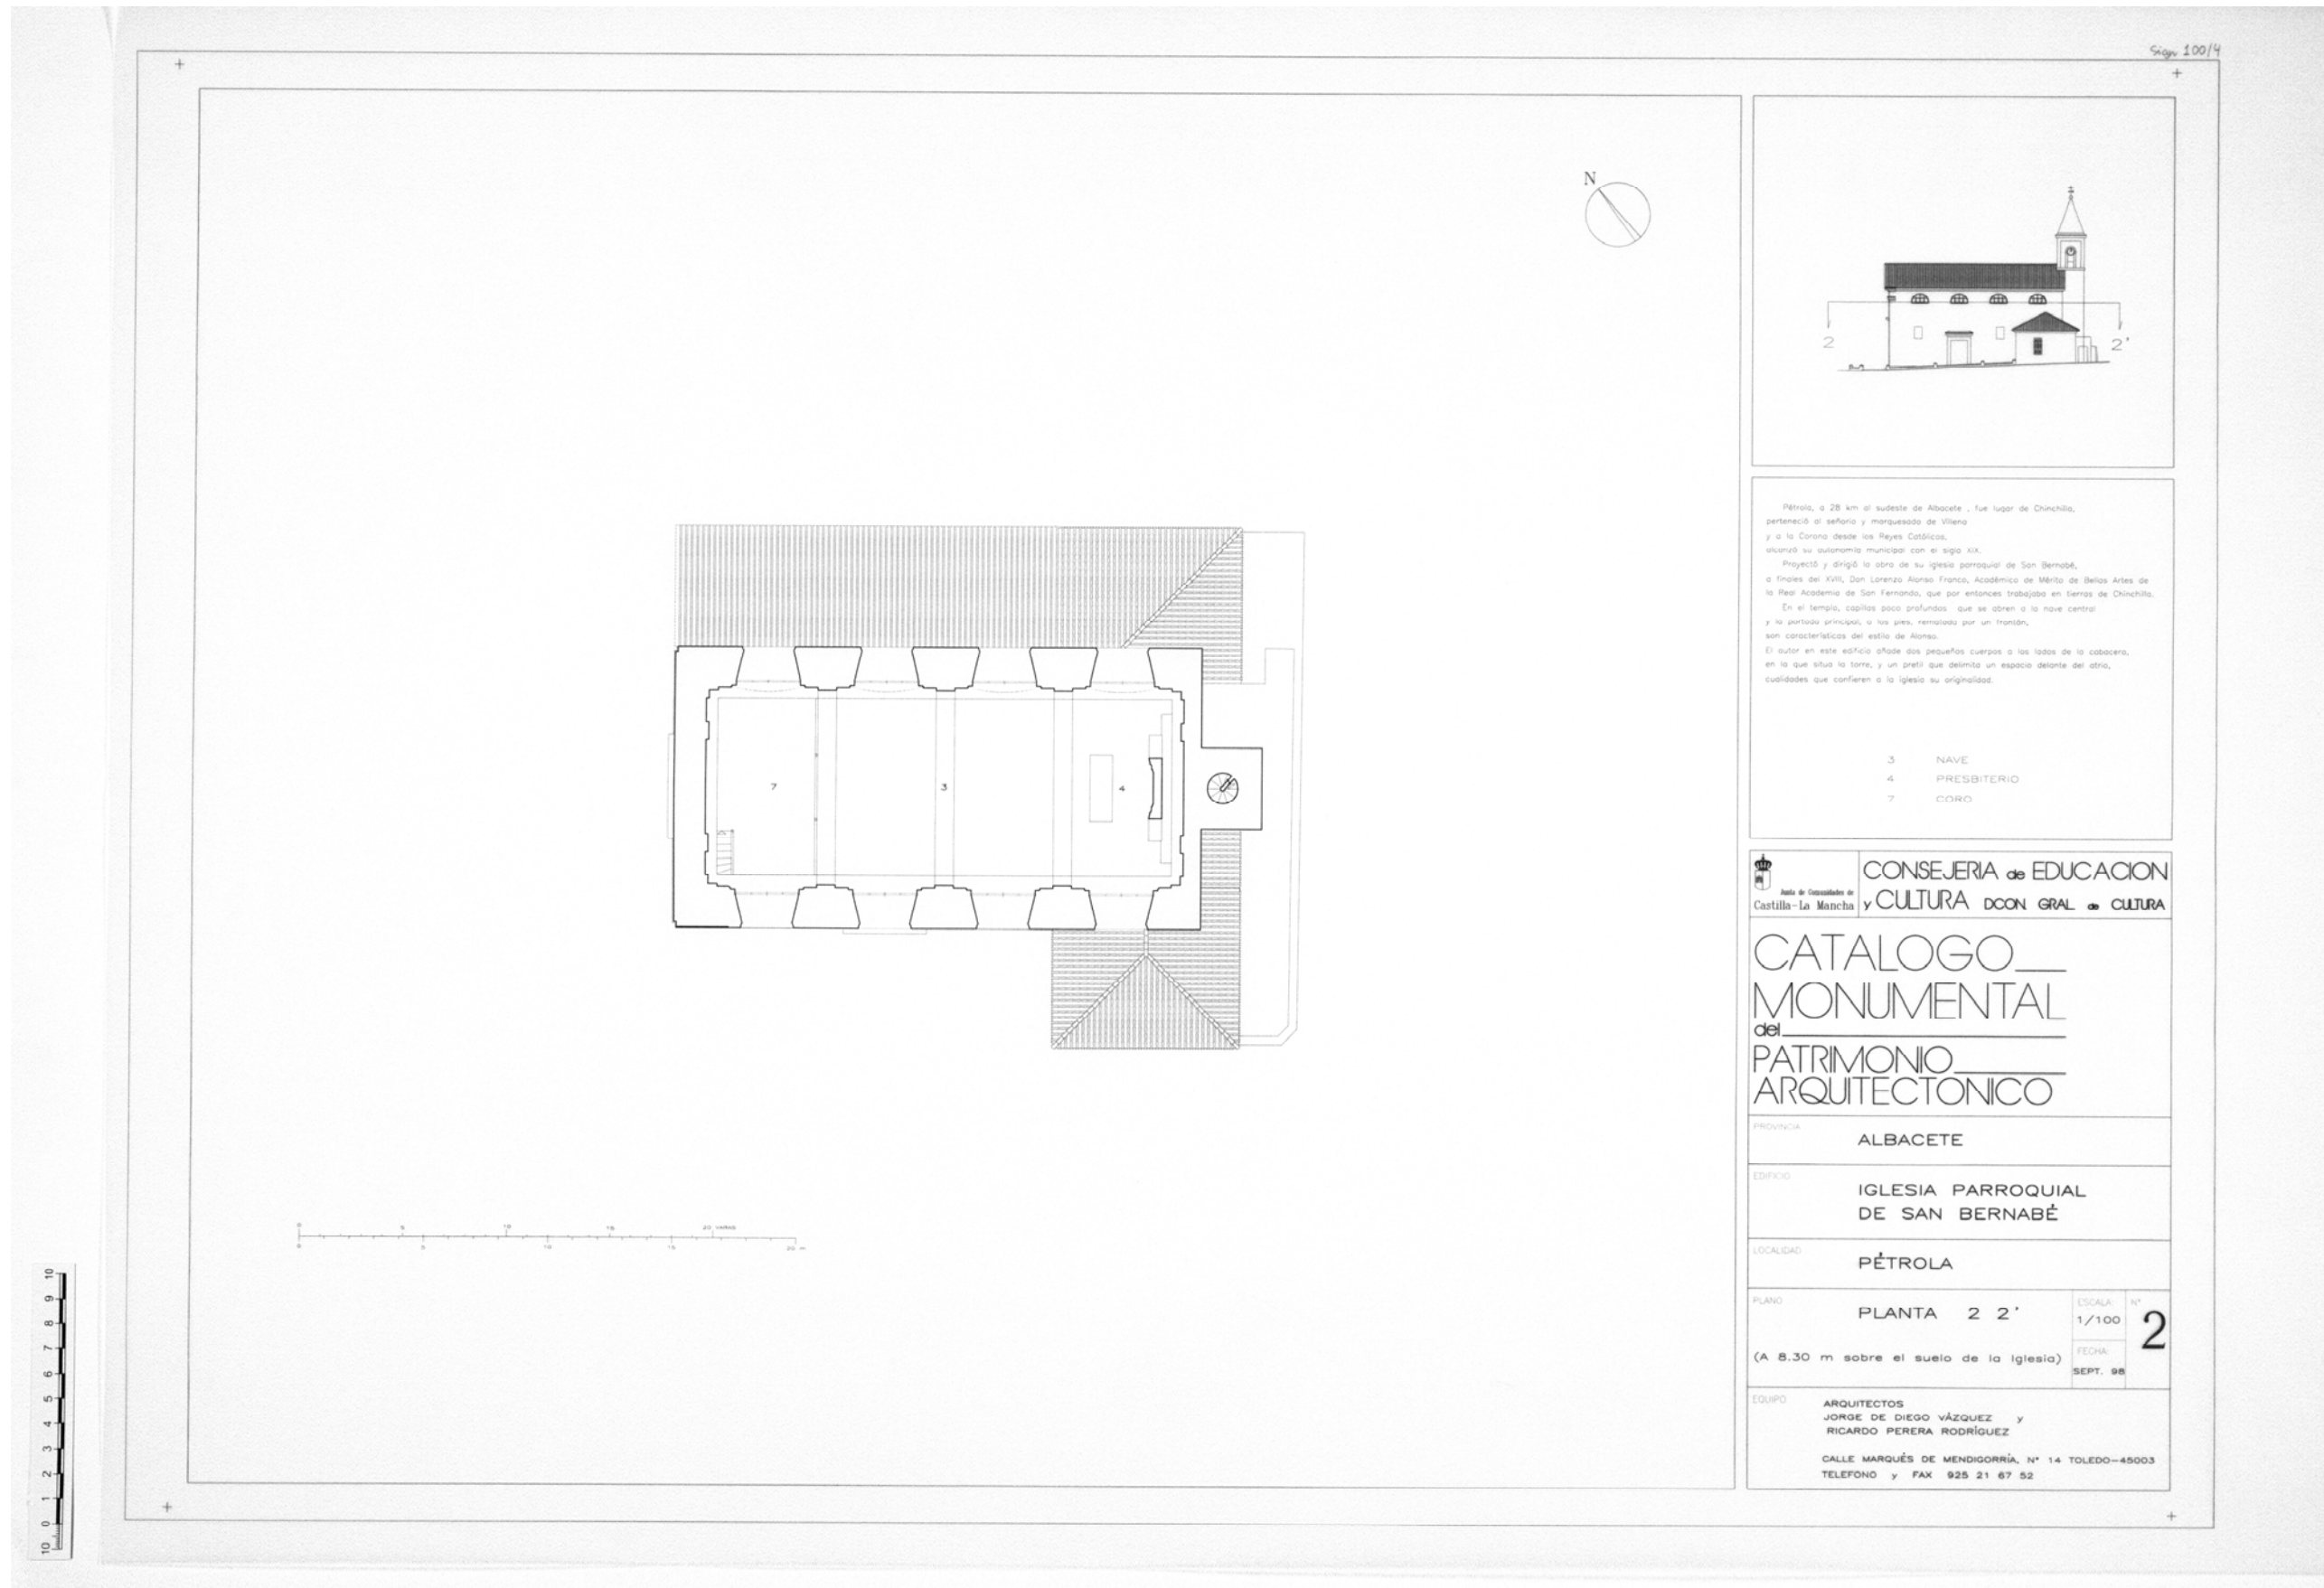 Sign 100/4
N
2
2'
Pétrola, a 28 km al sudeste de Albacete , fue lugar de Chinchilla,
perteneció al señorío y marquesado de Villena
y a la Corona desde los Reyes Católicos,
alcanzó su autonomía municipal con el siglo XIX.
Proyectó y dirigió la obra de su iglesia parroquial de San Bernabé,
a finales del XVIII, Don Lorenzo Alonso Franco, Académico de Mérito de Bellas Artes de
la Real Academia de San Fernando, que por entonces trabajaba en tierras de Chinchilla.
En el templo, capillas poco profundas que se abren a la nave central
y la portada principal, a los pies, rematada por un frontón,
son característicos del estilo de Alonso.
El autor en este edificio añade dos pequeños cuerpos a los lados de la cabecera,
en la que situa la torre, y un pretil que delimita un espacio delante del atrio,
cualidades que confieren a la iglesia su originalidad.
3 NAVE
4 PRESBITERIO
7 CORO
7
3
4
0 5 10 15 20 VARAS
0 5 10 15 20 m
10 0 1 2 3 4 5 6 7 8 9 10
Junta de Comunidades de
Castilla-La Mancha
CONSEJERIA de EDUCACION
y CULTURA DCON. GRAL de CULTURA
CATALOGO
MONUMENTAL
del
PATRIMONIO
ARQUITECTONICO
PROVINCIA
ALBACETE
EDIFICIO
IGLESIA PARROQUIAL
DE SAN BERNABÉ
LOCALIDAD
PÉTROLA
PLANO
PLANTA 2 2'
(A 8.30 m sobre el suelo de la Iglesia)
ESCALA:
1/100
FECHA:
SEPT. 98
Nº
2
EQUIPO
ARQUITECTOS
JORGE DE DIEGO VÁZQUEZ y
RICARDO PERERA RODRÍGUEZ
CALLE MARQUÉS DE MENDIGORRÍA, Nº 14 TOLEDO-45003
TELEFONO y FAX 925 21 67 52